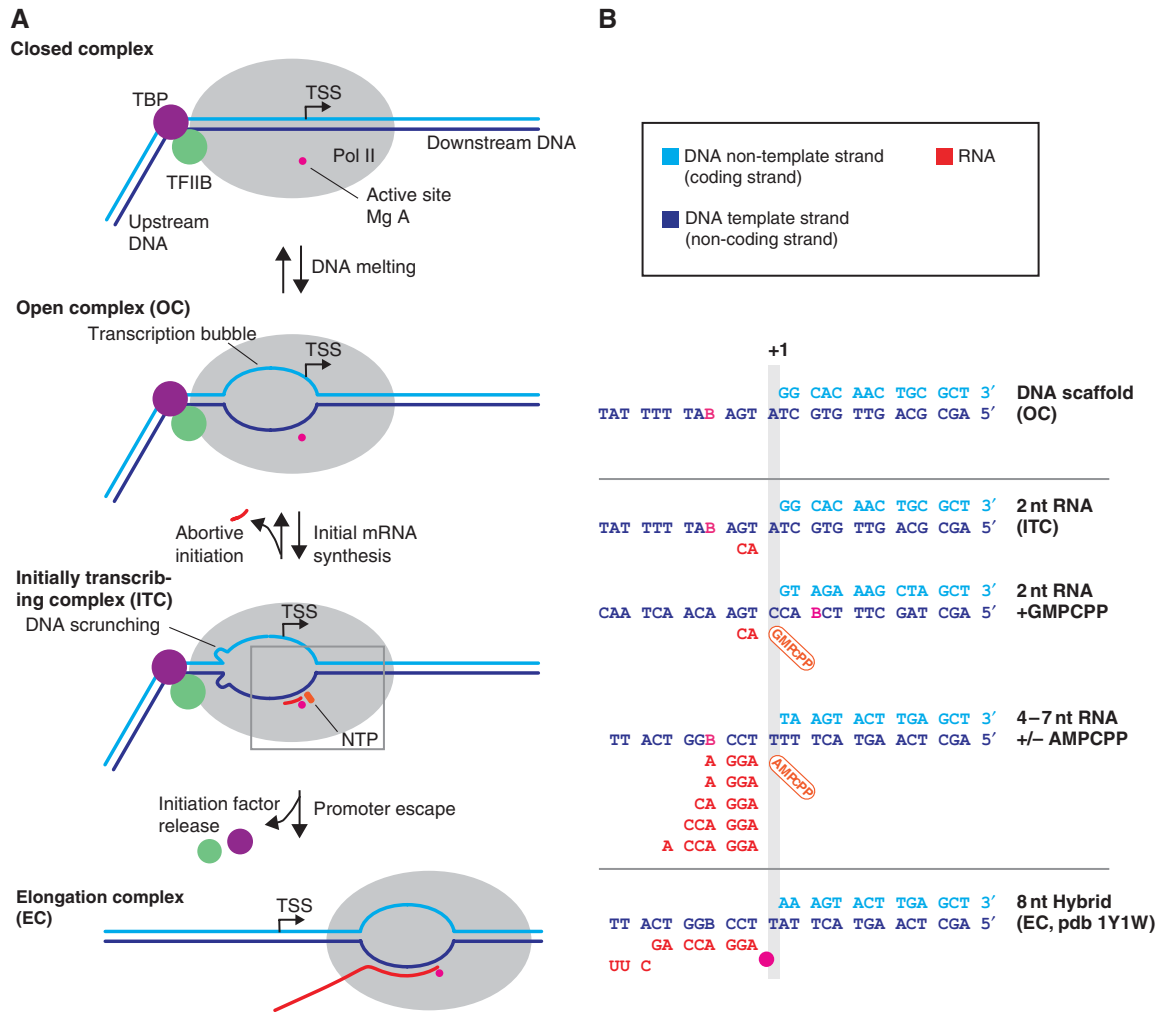 A
Closed complex
TBP
TSS
Downstream DNA
Pol II
TFIIB
Active site
Mg A
Upstream
DNA
DNA melting
Open complex (OC)
Transcription bubble
TSS
Abortive
initiation
Initial mRNA
synthesis
Initially transcrib-
ing complex (ITC)
DNA scrunching
TSS
NTP
Initiation factor
release
Promoter escape
Elongation complex
(EC)
TSS
B
DNA non-template strand
(coding strand)
RNA
DNA template strand
(non-coding strand)
+1
GG CAC AAC TGC GCT 3′
TAT TTT TAB AGT ATC GTG TTG ACG CGA 5′
DNA scaffold
(OC)
GG CAC AAC TGC GCT 3′
TAT TTT TAB AGT ATC GTG TTG ACG CGA 5′
CA
2 nt RNA
(ITC)
GT AGA AAG CTA GCT 3′
CAA TCA ACA AGT CCA BCT TTC GAT CGA 5′
CA GMPCPP
2 nt RNA
+GMPCPP
TA AGT ACT TGA GCT 3′
TT ACT GGB CCT TTT TCA TGA ACT CGA 5′
A GGA AMPCPP
A GGA
CA GGA
CCA GGA
A CCA GGA
4–7 nt RNA
+/– AMPCPP
AA AGT ACT TGA GCT 3′
TT ACT GGB CCT TAT TCA TGA ACT CGA 5′
GA CCA GGA
UU C
8 nt Hybrid
(EC, pdb 1Y1W)